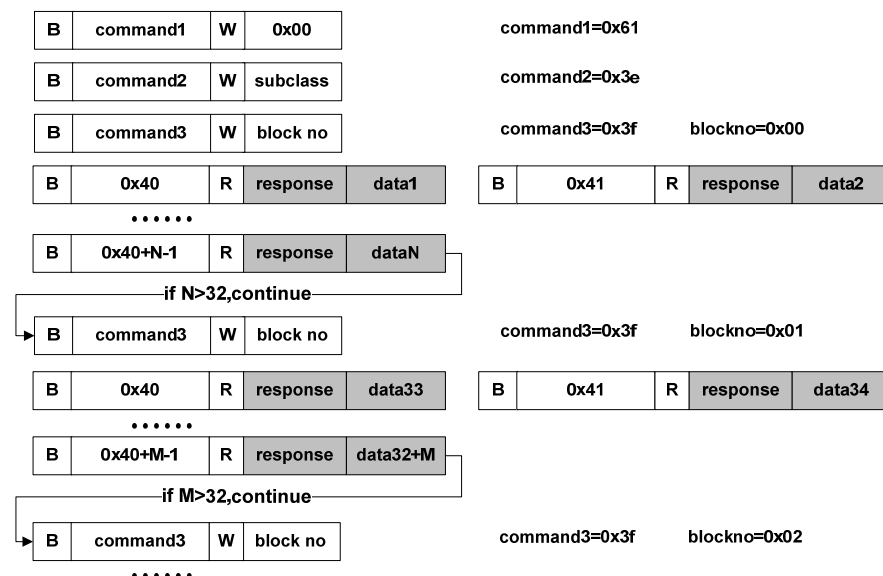 B command1 W 0x00 command1=0x61
B command2 W subclass command2=0x3e
B command3 W block no command3=0x3f blockno=0x00
B 0x40 R response data1 B 0x41 R response data2
......
B 0x40+N-1 R response dataN
if N>32,continue
B command3 W block no command3=0x3f blockno=0x01
B 0x40 R response data33 B 0x41 R response data34
......
B 0x40+M-1 R response data32+M
if M>32,continue
B command3 W block no command3=0x3f blockno=0x02
......